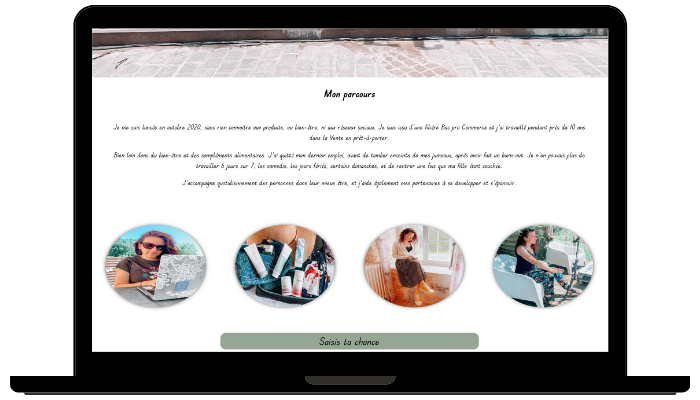 Mon parcours
Je me suis lancée en octobre 2020, sans rien connaître aux produits, au bien-être, ni aux réseaux sociaux. Je suis issu d'une filière Bac pro Commerce et j'ai travaillé pendant près de 10 ans
dans la Vente en prêt-à-porter.
Bien loin donc du bien-être et des compléments alimentaires. J'ai quitté mon dernier emploi, avant de tomber enceinte de mes jumeaux, après avoir fait un burn-out. Je n'en pouvais plus de
travailler 6 jours sur 7, les samedis, les jours fériés, certains dimanches, et de rentrer une fois que ma fille était couchée.
J'accompagne quotidiennement des personnes dans leur mieux être, et j'aide également mes partenaires à se developper et s'épanouir.
Saisis ta chance